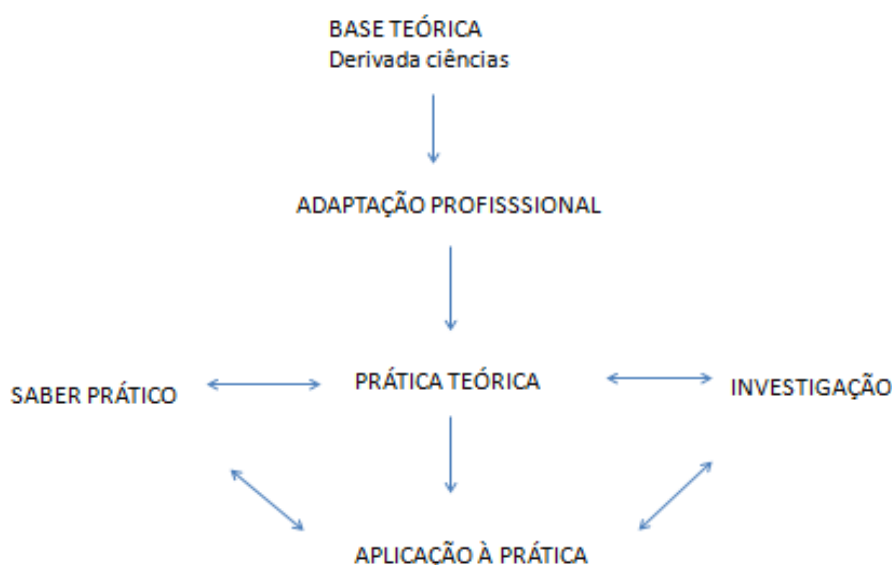 BASE TEÓRICA
Derivada ciências
ADAPTAÇÃO PROFISSSIONAL
SABER PRÁTICO
PRÁTICA TEÓRICA
INVESTIGAÇÃO
APLICAÇÃO À PRÁTICA